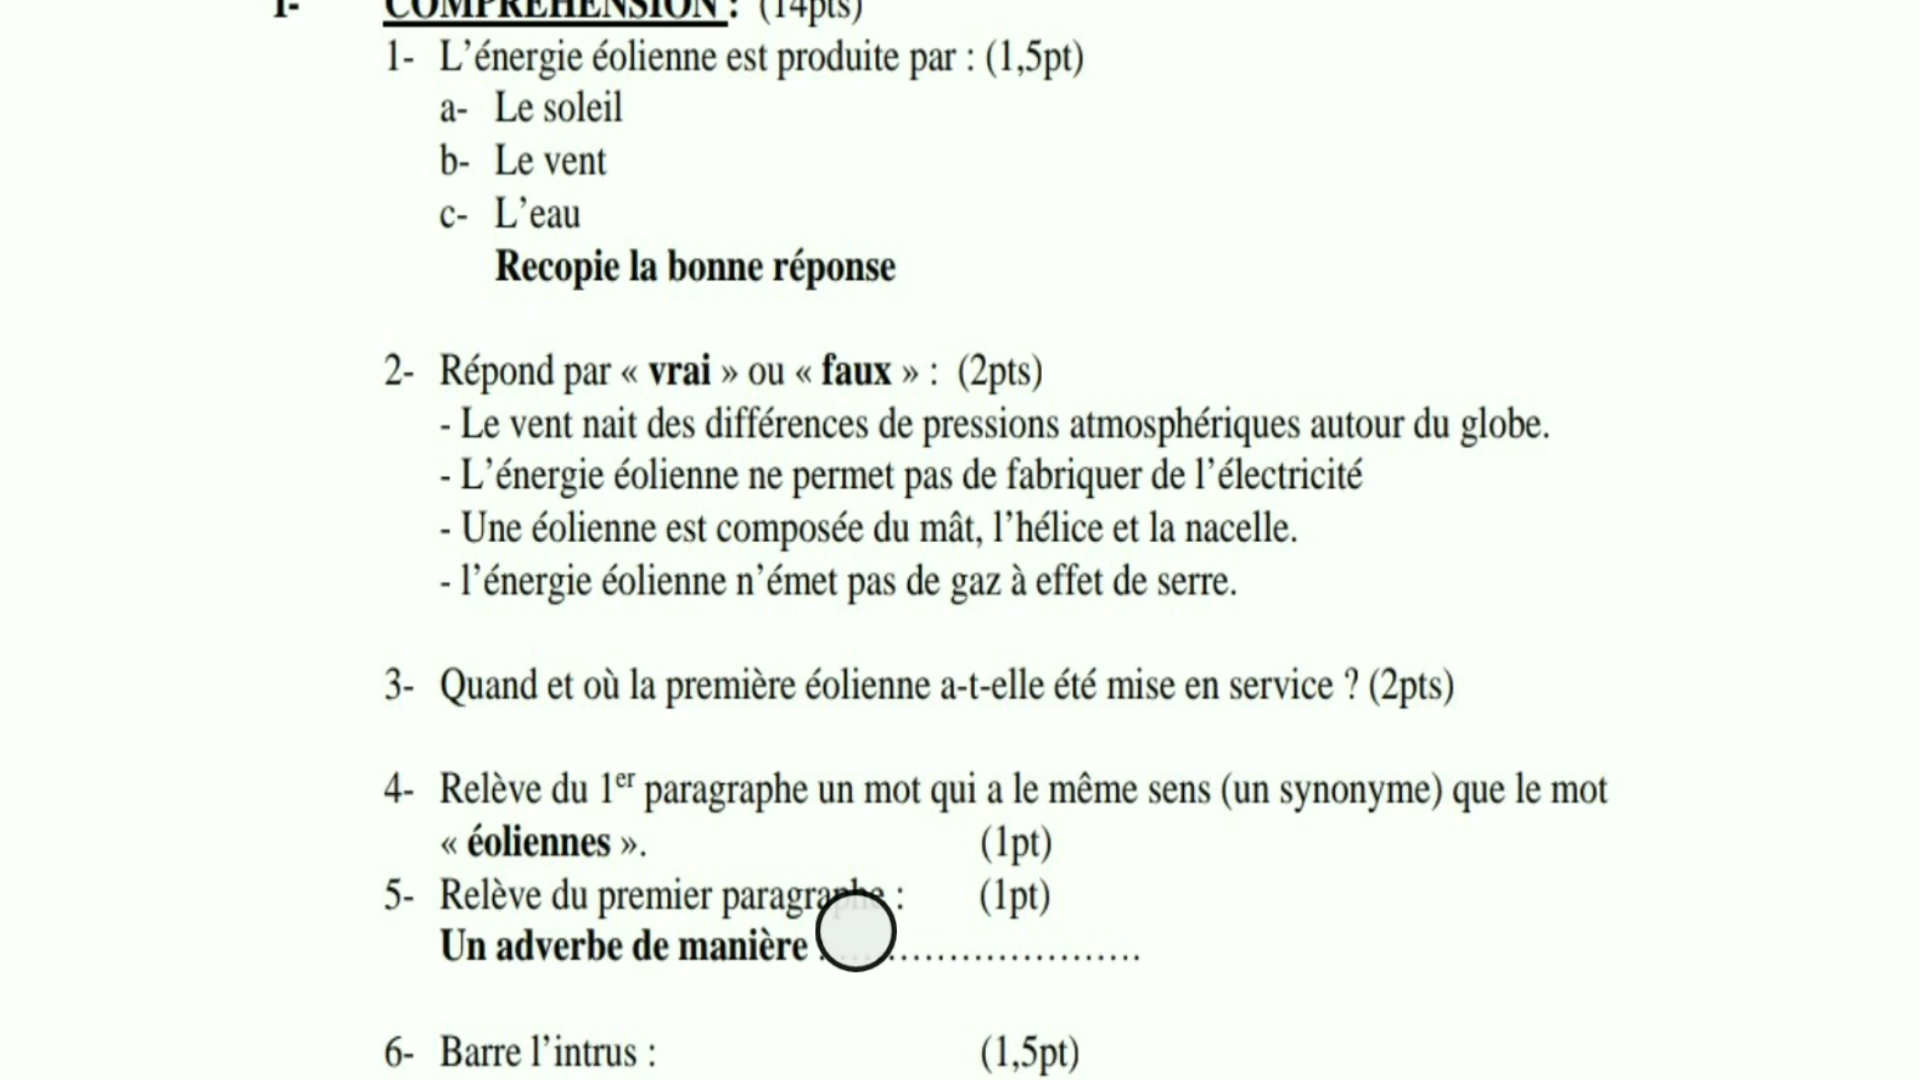 I- COMPREHENSION : (14pts)
1- L’énergie éolienne est produite par : (1,5pt)
a- Le soleil
b- Le vent
c- L’eau
Recopie la bonne réponse
2- Répond par « vrai » ou « faux » : (2pts)
- Le vent nait des différences de pressions atmosphériques autour du globe.
- L’énergie éolienne ne permet pas de fabriquer de l’électricité
- Une éolienne est composée du mât, l’hélice et la nacelle.
- l’énergie éolienne n’émet pas de gaz à effet de serre.
3- Quand et où la première éolienne a-t-elle été mise en service ? (2pts)
4- Relève du 1er paragraphe un mot qui a le même sens (un synonyme) que le mot
« éoliennes ». (1pt)
5- Relève du premier paragraphe : (1pt)
Un adverbe de manière :........................
6- Barre l’intrus : (1,5pt)